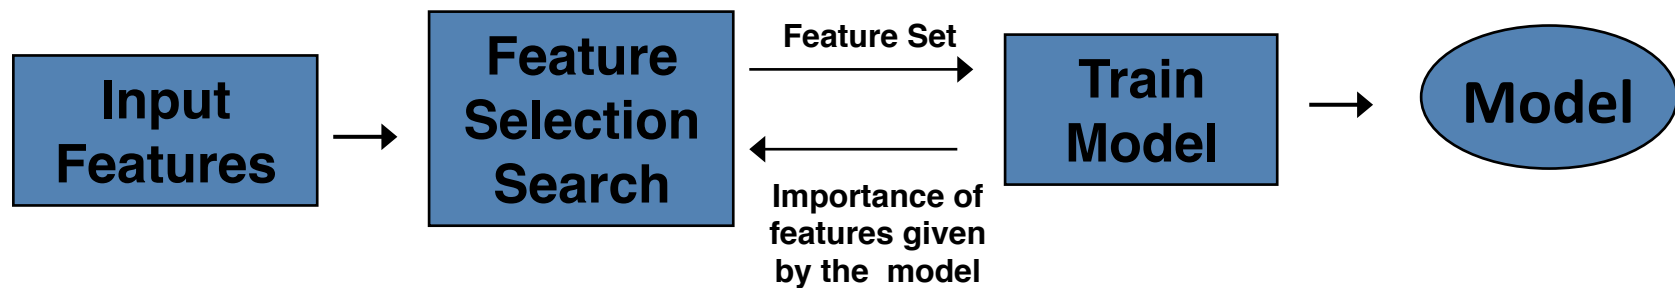 Input
Features
Feature
Selection
Search
Feature Set
Importance of
features given
by the  model
Train
Model
Model